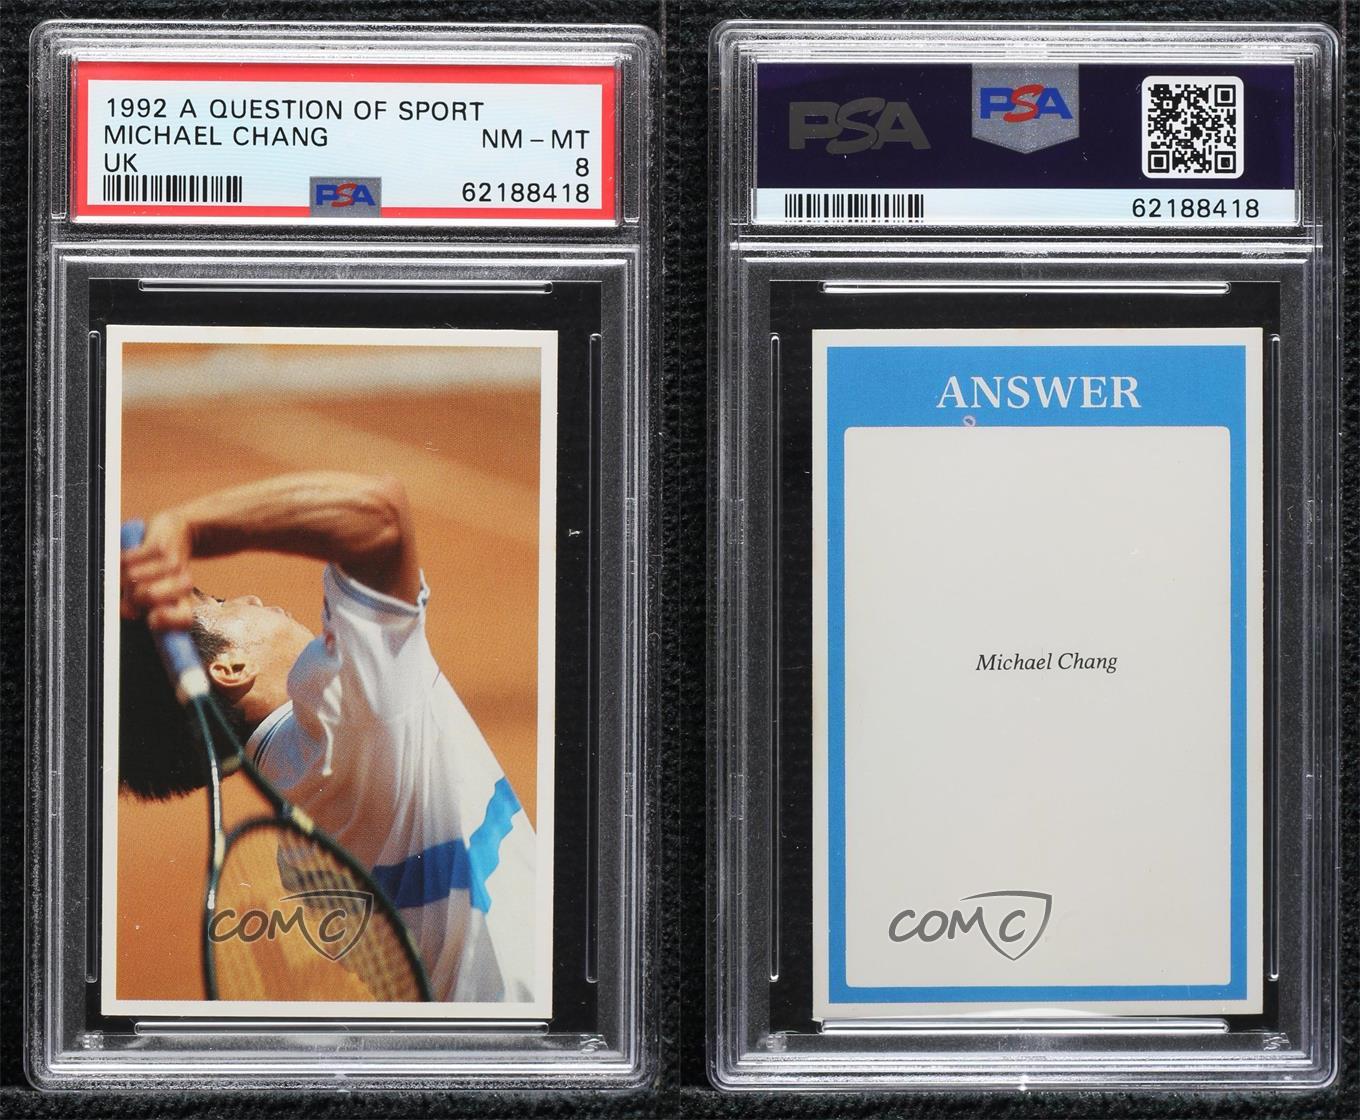 1992 A QUESTION OF SPORT
MICHAEL CHANG NM - MT
UK 8
PSA 62188418
COMC
PSA PSA
62188418
ANSWER
Michael Chang
COMC